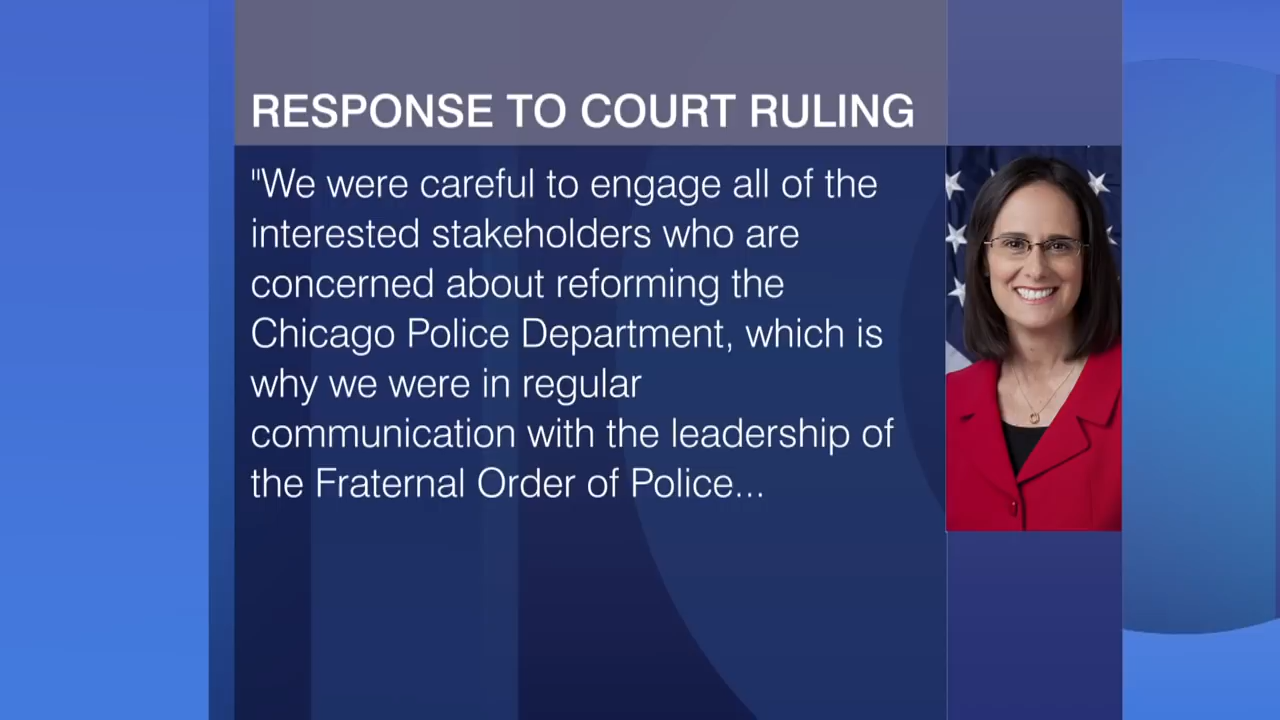 RESPONSE TO COURT RULING
"We were careful to engage all of the
interested stakeholders who are
concerned about reforming the
Chicago Police Department, which is
why we were in regular
communication with the leadership of
the Fraternal Order of Police...